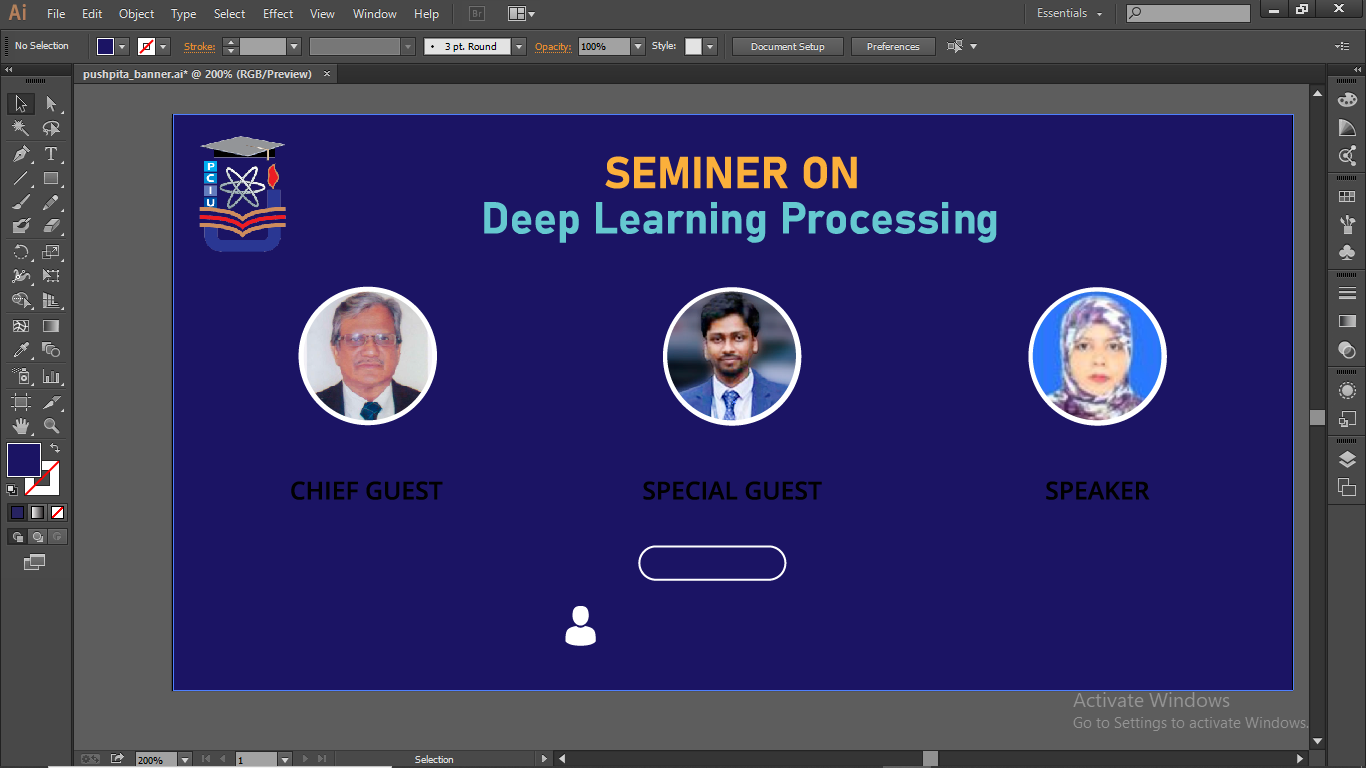 Ai File Edit Object Type Select Effect View Window Help Br Essentials
No Selection Stroke: 3 pt. Round Opacity: 100% Style: Document Setup Preferences
pushpita_banner.ai* @ 200% (RGB/Preview) ×
P
C
I
U
SEMINER ON
Deep Learning Processing
CHIEF GUEST SPECIAL GUEST SPEAKER
Activate Windows
Go to Settings to activate Windows.
200% 1 Selection